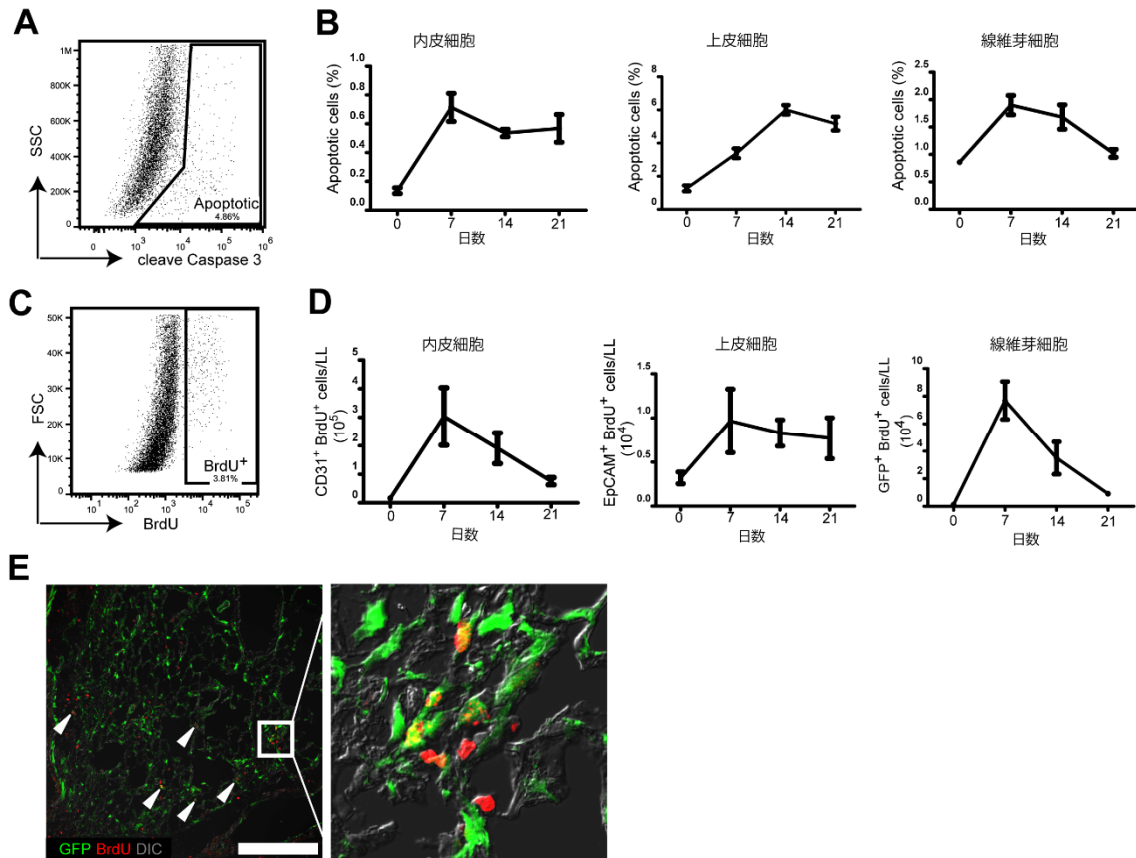 A
SSC
1M
800K
600K
400K
200K
0
Apoptotic
4.86%
0 10³ 10⁴ 10⁵ 10⁶
cleave Caspase 3
B
内皮細胞
Apoptotic cells (%)
1.0
0.8
0.6
0.4
0.2
0.0
0 7 14 21
日数
上皮細胞
Apoptotic cells (%)
8
6
4
2
0
0 7 14 21
日数
線維芽細胞
Apoptotic cells (%)
2.5
2.0
1.5
1.0
0.5
0.0
0 7 14 21
日数
C
FSC
50K
40K
30K
20K
10K
0
BrdU⁺
3.81%
10¹ 10² 10³ 10⁴ 10⁵
BrdU
D
内皮細胞
CD31⁺ BrdU⁺ cells/LL
(10⁵)
5
4
3
2
1
0
0 7 14 21
日数
上皮細胞
EpCAM⁺ BrdU⁺ cells/LL
(10⁴)
2.0
1.5
1.0
0.5
0.0
0 7 14 21
日数
線維芽細胞
GFP⁺ BrdU⁺ cells/LL
(10⁴)
10
8
6
4
2
0
0 7 14 21
日数
E
GFP BrdU DIC